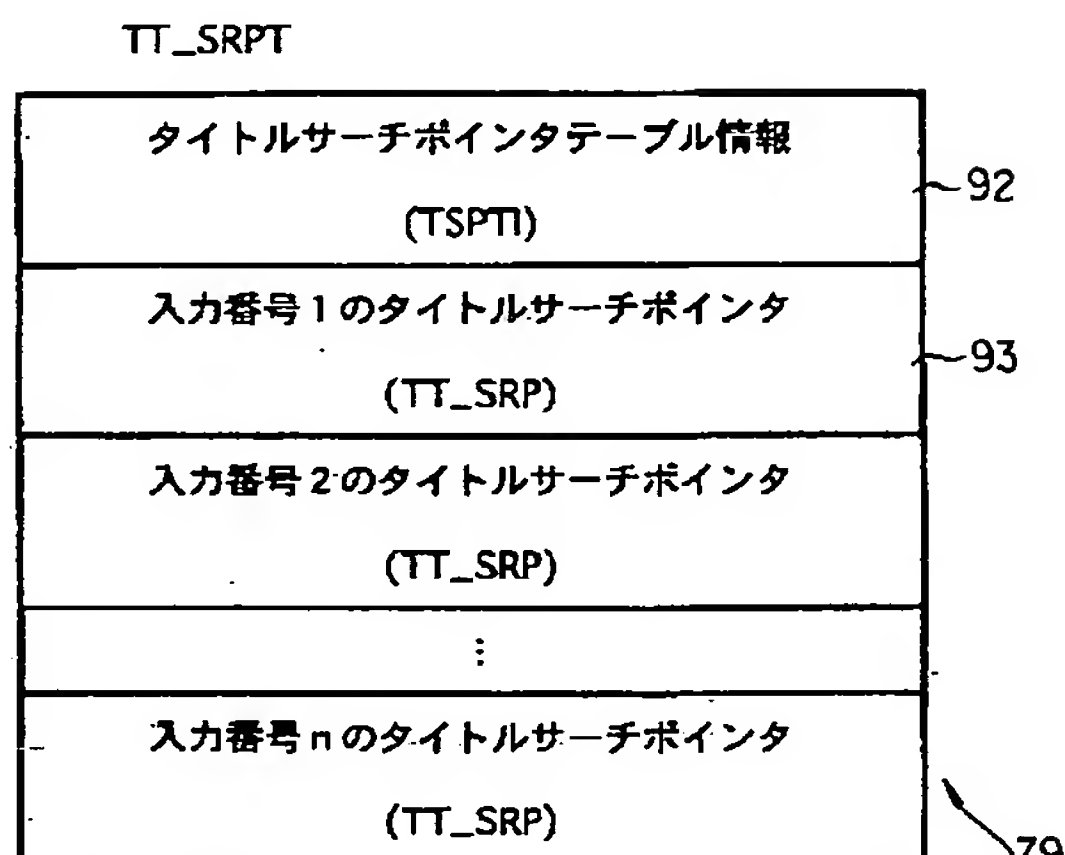 TT_SRPT
タイトルサーチポインタテーブル情報
(TSPTI)
92
入力番号1のタイトルサーチポインタ
(TT_SRP)
93
入力番号2のタイトルサーチポインタ
(TT_SRP)
⋮
入力番号nのタイトルサーチポインタ
(TT_SRP)
79